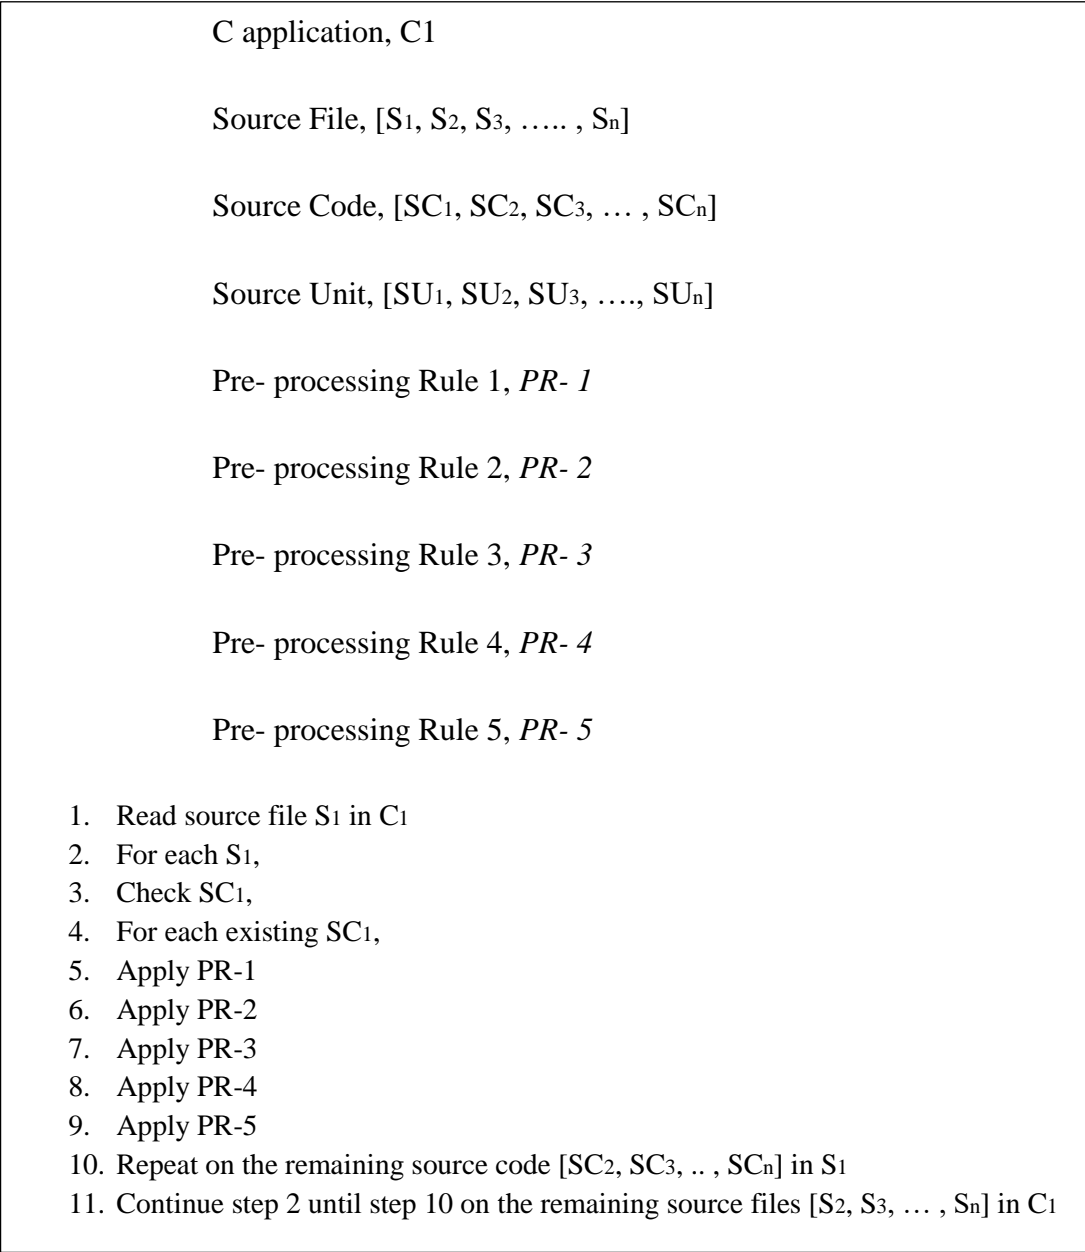 C application, C1
Source File, [S1, S2, S3, ….. , Sn]
Source Code, [SC1, SC2, SC3, … , SCn]
Source Unit, [SU1, SU2, SU3, …., SUn]
Pre- processing Rule 1, PR- 1
Pre- processing Rule 2, PR- 2
Pre- processing Rule 3, PR- 3
Pre- processing Rule 4, PR- 4
Pre- processing Rule 5, PR- 5
1. Read source file S1 in C1
2. For each S1,
3. Check SC1,
4. For each existing SC1,
5. Apply PR-1
6. Apply PR-2
7. Apply PR-3
8. Apply PR-4
9. Apply PR-5
10. Repeat on the remaining source code [SC2, SC3, .. , SCn] in S1
11. Continue step 2 until step 10 on the remaining source files [S2, S3, … , Sn] in C1